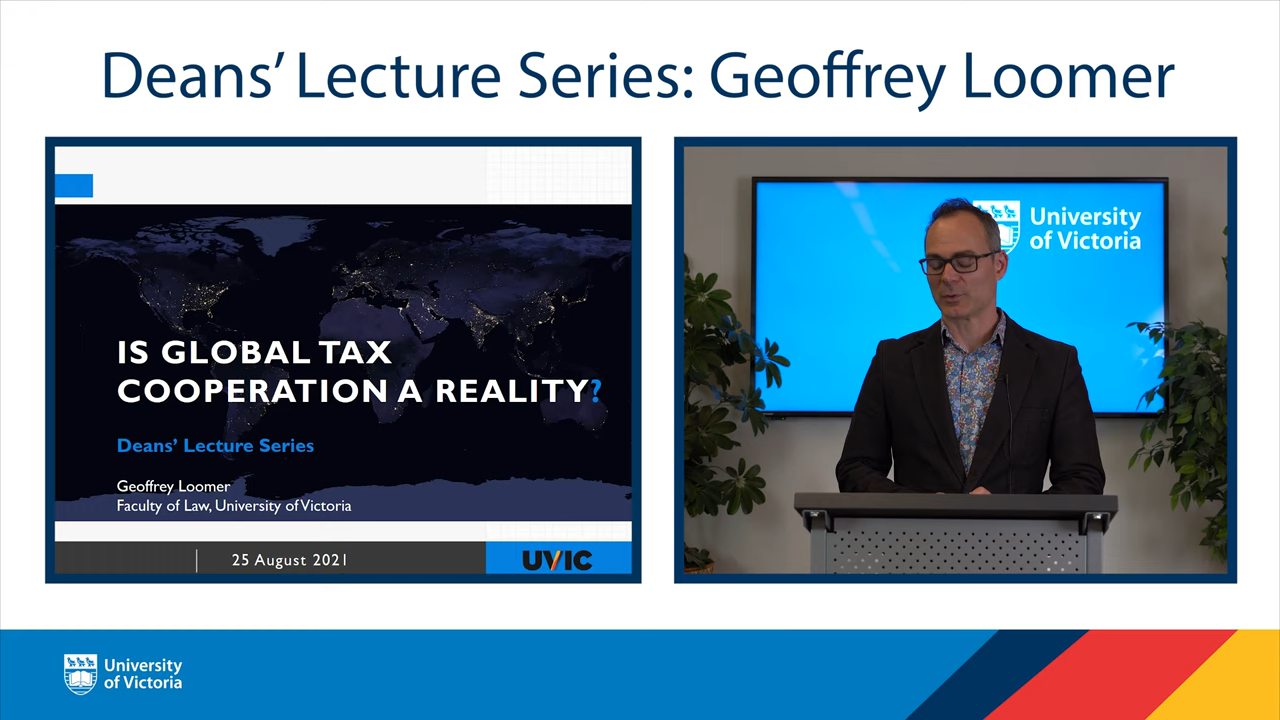 Deans’ Lecture Series: Geoffrey Loomer
IS GLOBAL TAX
COOPERATION A REALITY?
Deans’ Lecture Series
Geoffrey Loomer
Faculty of Law, University of Victoria
25 August 2021
UVIC
University
of Victoria
University
of Victoria